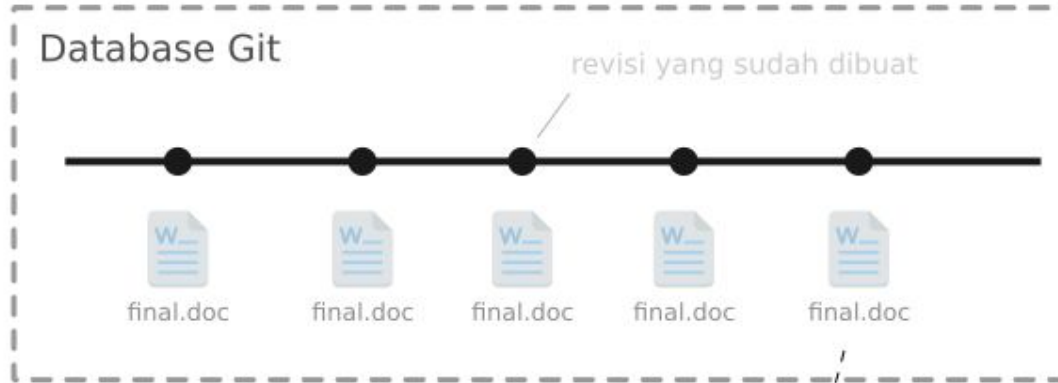 Database Git
revisi yang sudah dibuat
W
W
W
W
W
final.doc
final.doc
final.doc
final.doc
final.doc